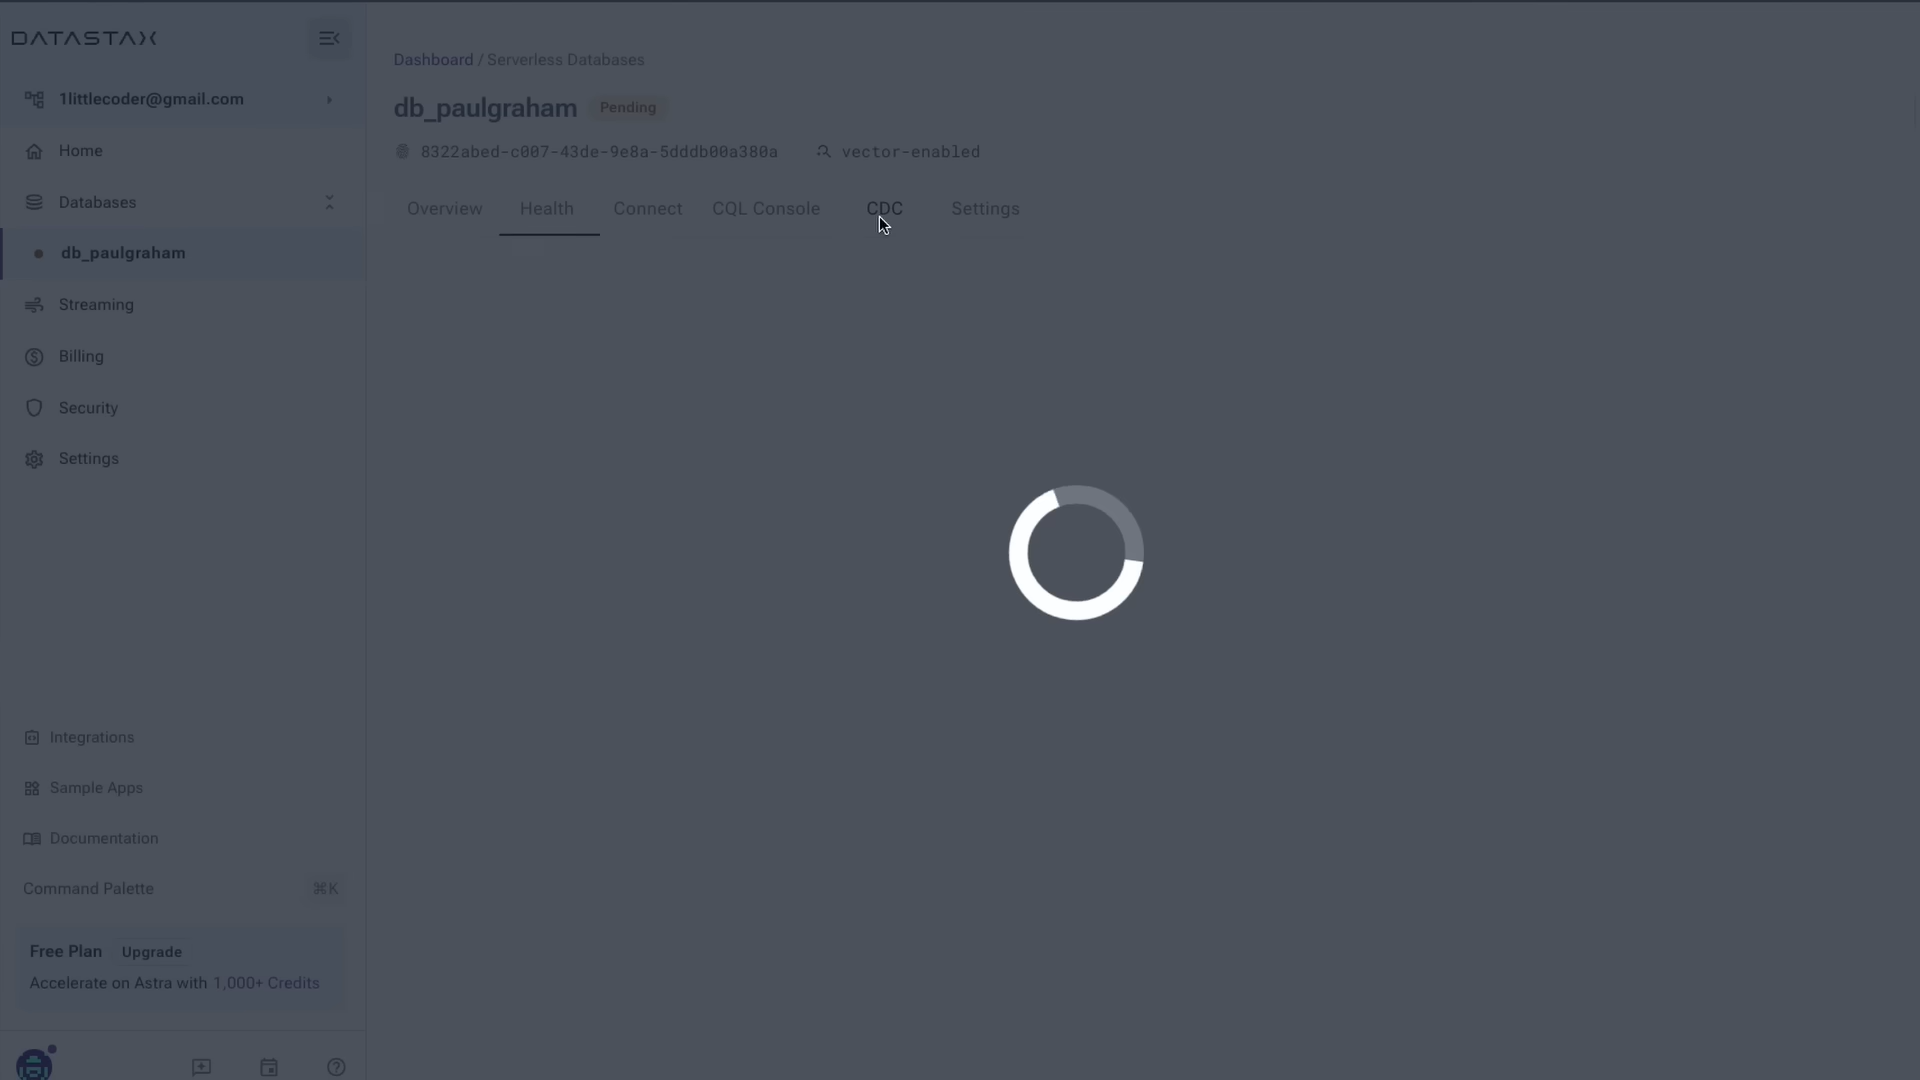 DATASTAX
1littlecoder@gmail.com
Home
Databases
db_paulgraham
Streaming
Billing
Security
Settings
Integrations
Sample Apps
Documentation
Command Palette ⌘K
Free Plan Upgrade
Accelerate on Astra with 1,000+ Credits
Dashboard / Serverless Databases
db_paulgraham Pending
8322abed-c007-43de-9e8a-5dddb00a380a vector-enabled
Overview Health Connect CQL Console CDC Settings